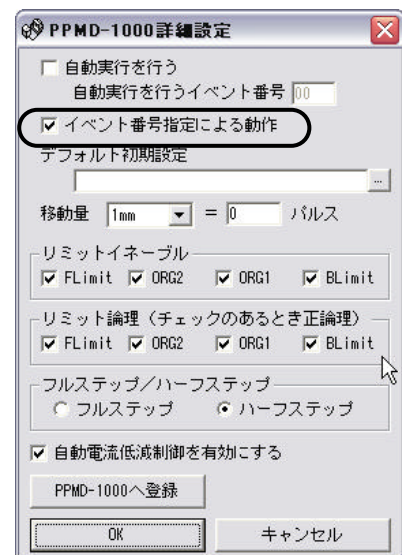 PPMD-1000詳細設定
自動実行を行う
自動実行を行うイベント番号 00
イベント番号指定による動作
デフォルト初期設定
...
移動量 1mm = 0 パルス
リミットイネーブル
FLimit ORG2 ORG1 BLimit
リミット論理（チェックのあるとき正論理）
FLimit ORG2 ORG1 BLimit
フルステップ／ハーフステップ
フルステップ ハーフステップ
自動電流低減制御を有効にする
PPMD-1000へ登録
OK キャンセル